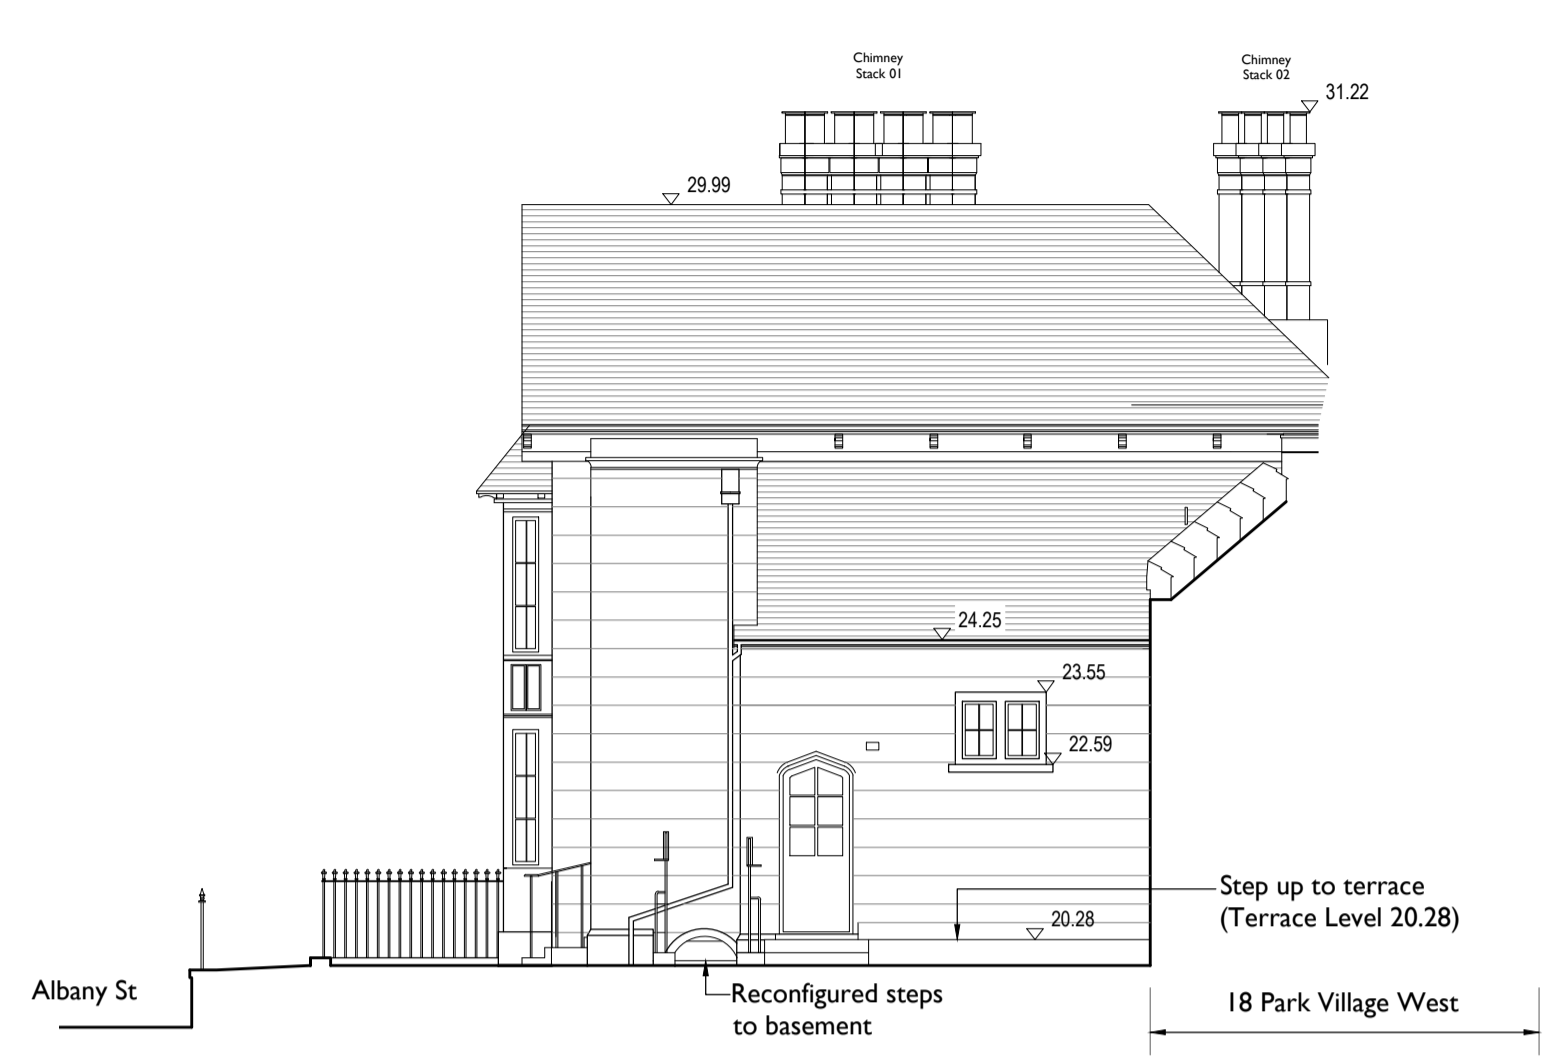 Chimney
Stack 01
Chimney
Stack 02
31.22
29.99
24.25
23.55
22.59
Step up to terrace
(Terrace Level 20.28)
20.28
Albany St
Reconfigured steps
to basement
18 Park Village West